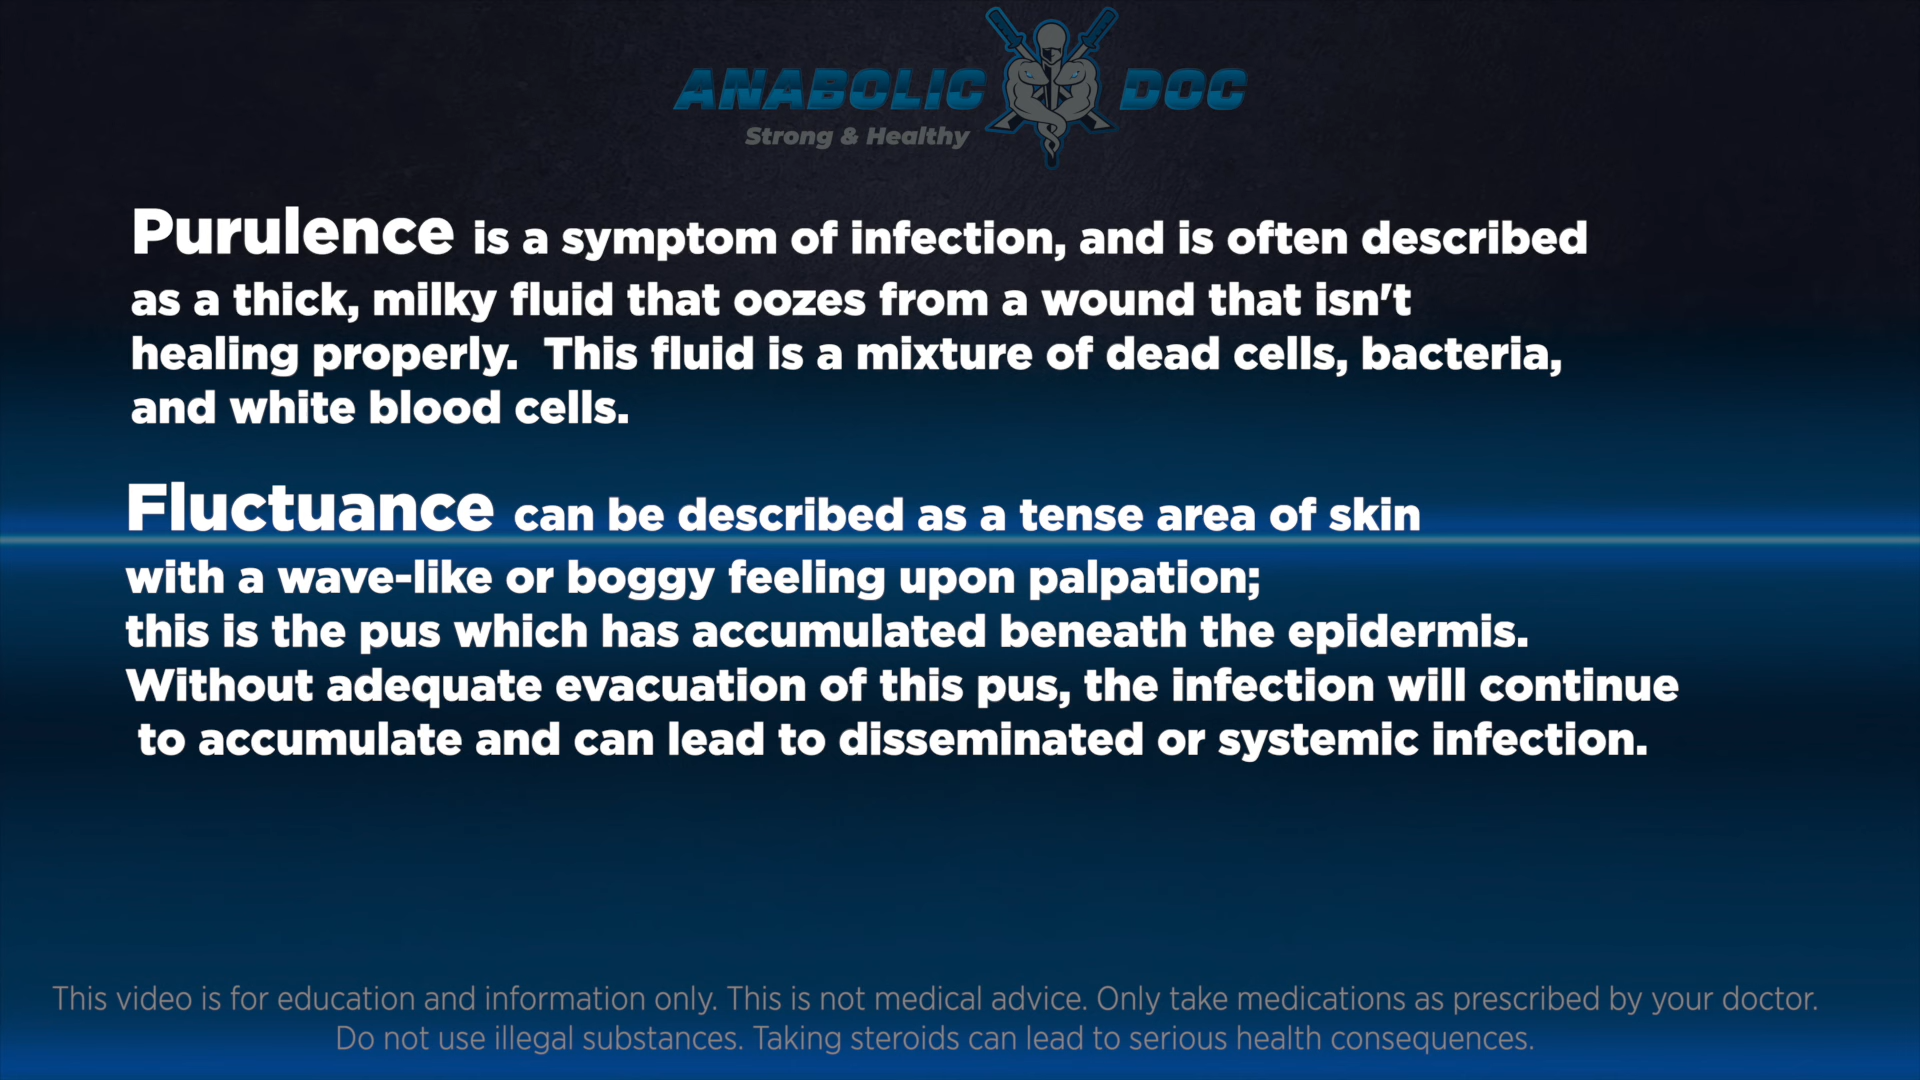 ANABOLIC DOC
Strong & Healthy
Purulence is a symptom of infection, and is often described
as a thick, milky fluid that oozes from a wound that isn't
healing properly.  This fluid is a mixture of dead cells, bacteria,
and white blood cells.
Fluctuance can be described as a tense area of skin
with a wave-like or boggy feeling upon palpation;
this is the pus which has accumulated beneath the epidermis.
Without adequate evacuation of this pus, the infection will continue
to accumulate and can lead to disseminated or systemic infection.
This video is for education and information only. This is not medical advice. Only take medications as prescribed by your doctor.
Do not use illegal substances. Taking steroids can lead to serious health consequences.